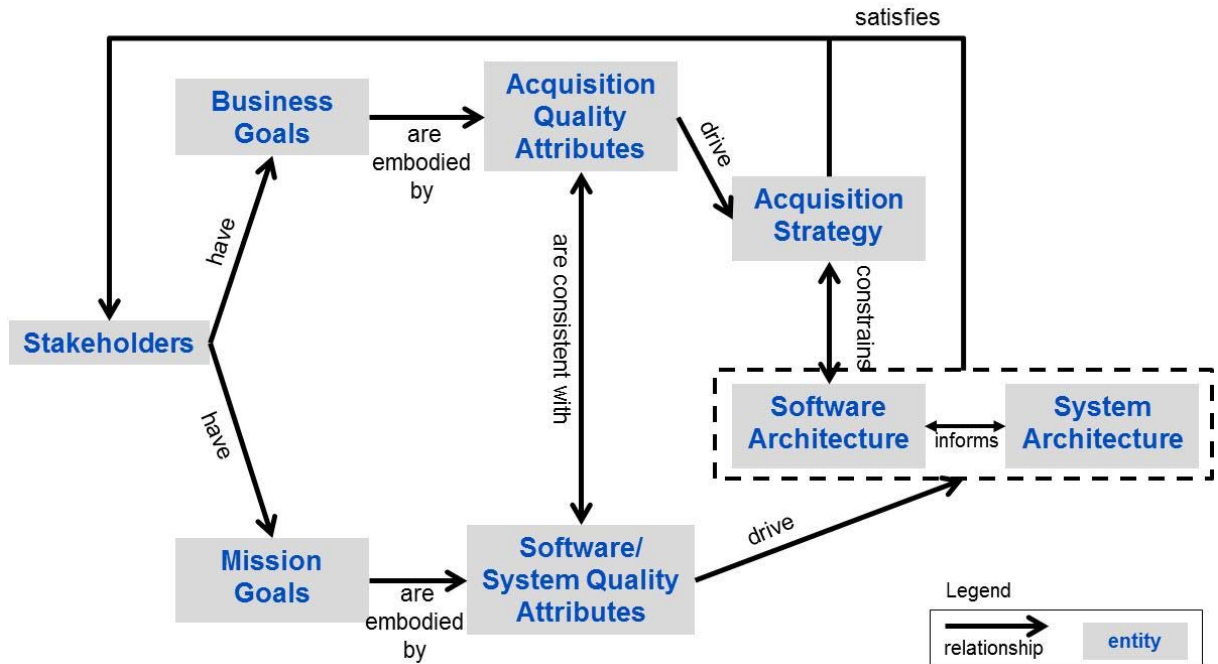 satisfies
Business
Goals
are
embodied
by
Acquisition
Quality
Attributes
drive
Acquisition
Strategy
have
are consistent with
constrains
Stakeholders
have
Software
Architecture
informs
System
Architecture
Mission
Goals
are
embodied
by
Software/
System Quality
Attributes
drive
Legend
relationship
entity